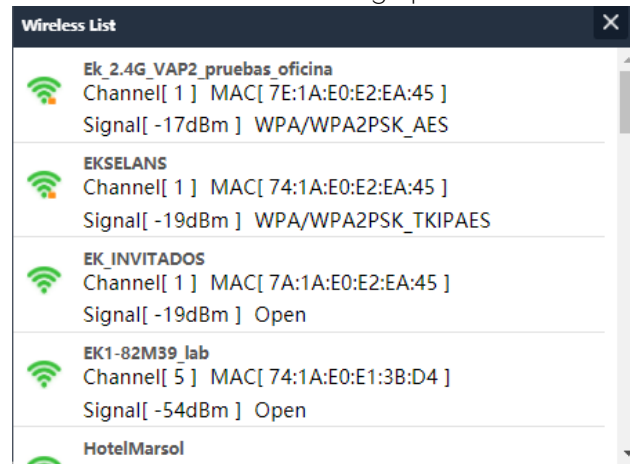 Wireless List
Ek_2.4G_VAP2_pruebas_oficina
Channel[ 1 ] MAC[ 7E:1A:E0:E2:EA:45 ]
Signal[ -17dBm ] WPA/WPA2PSK_AES
EKSELANS
Channel[ 1 ] MAC[ 74:1A:E0:E2:EA:45 ]
Signal[ -19dBm ] WPA/WPA2PSK_TKIPAES
EK_INVITADOS
Channel[ 1 ] MAC[ 7A:1A:E0:E2:EA:45 ]
Signal[ -19dBm ] Open
EK1-82M39_lab
Channel[ 5 ] MAC[ 74:1A:E0:E1:3B:D4 ]
Signal[ -54dBm ] Open
HotelMarsol